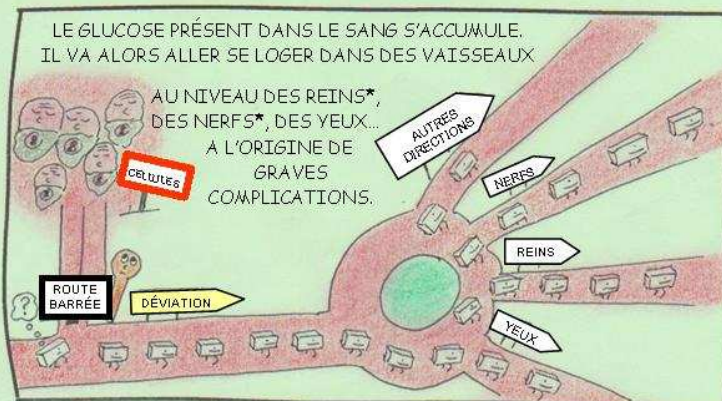 LE GLUCOSE PRÉSENT DANS LE SANG S'ACCUMULE.
IL VA ALORS ALLER SE LOGER DANS DES VAISSEAUX
AU NIVEAU DES REINS*,
DES NERFS*, DES YEUX...
A L'ORIGINE DE
GRAVES
COMPLICATIONS.
AUTRES
DIRECTIONS
CELLULES
NERFS
REINS
ROUTE
BARRÉE
?
DÉVIATION
YEUX